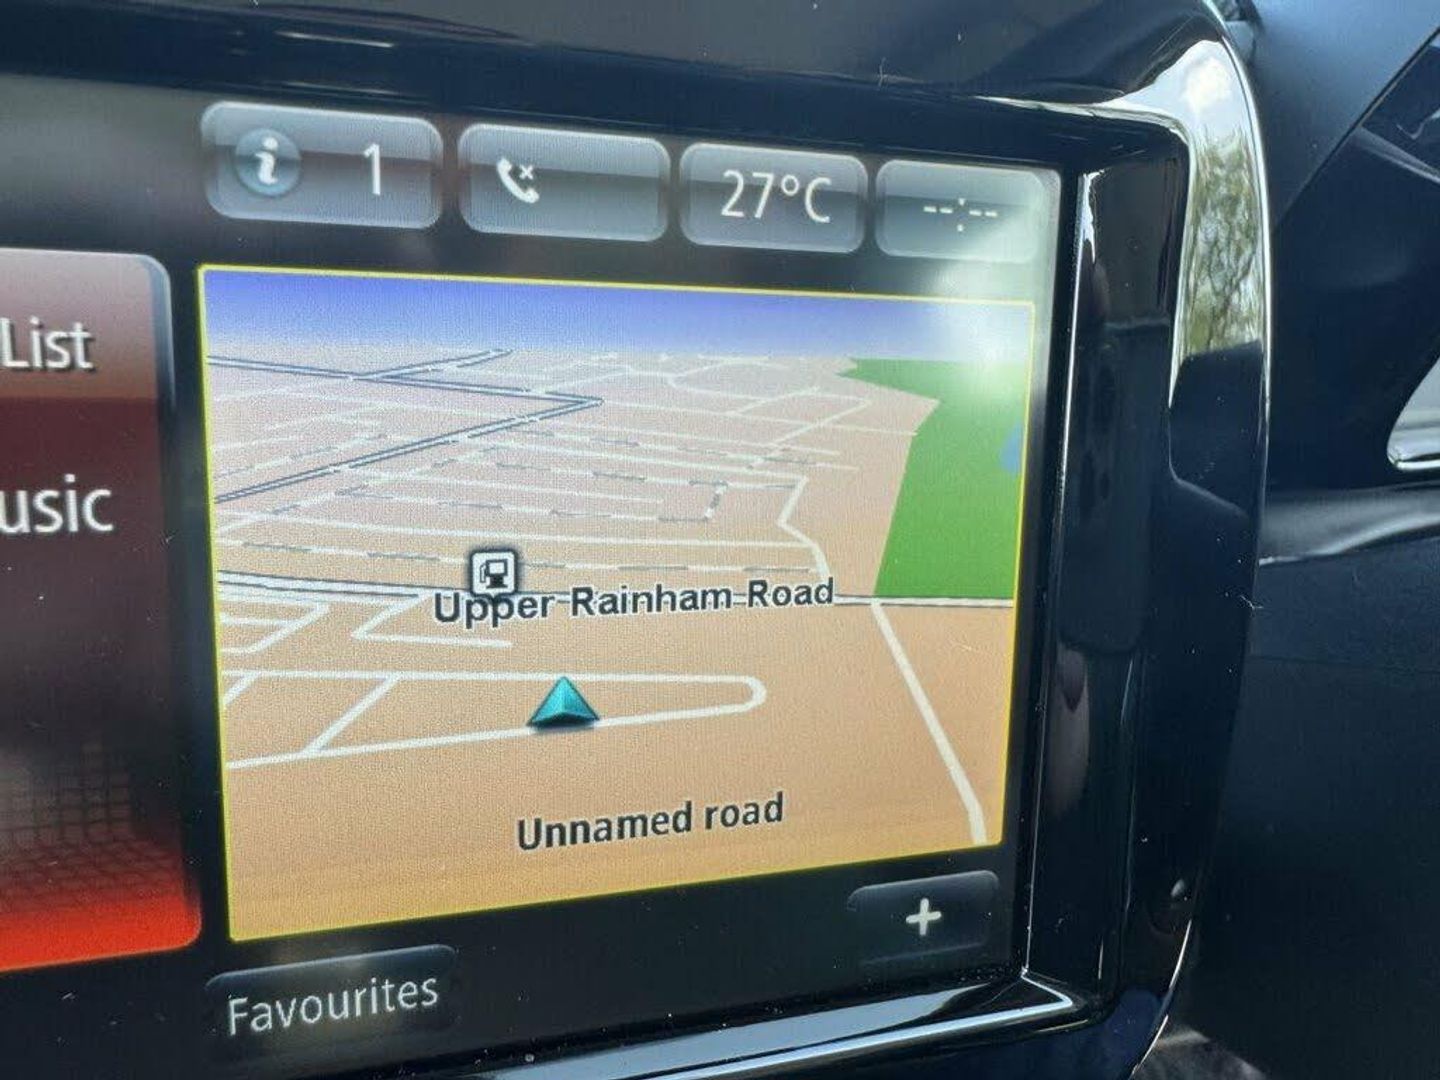 i 1
27°C
--:--
List
usic
Upper Rainham Road
Unnamed road
+
Favourites